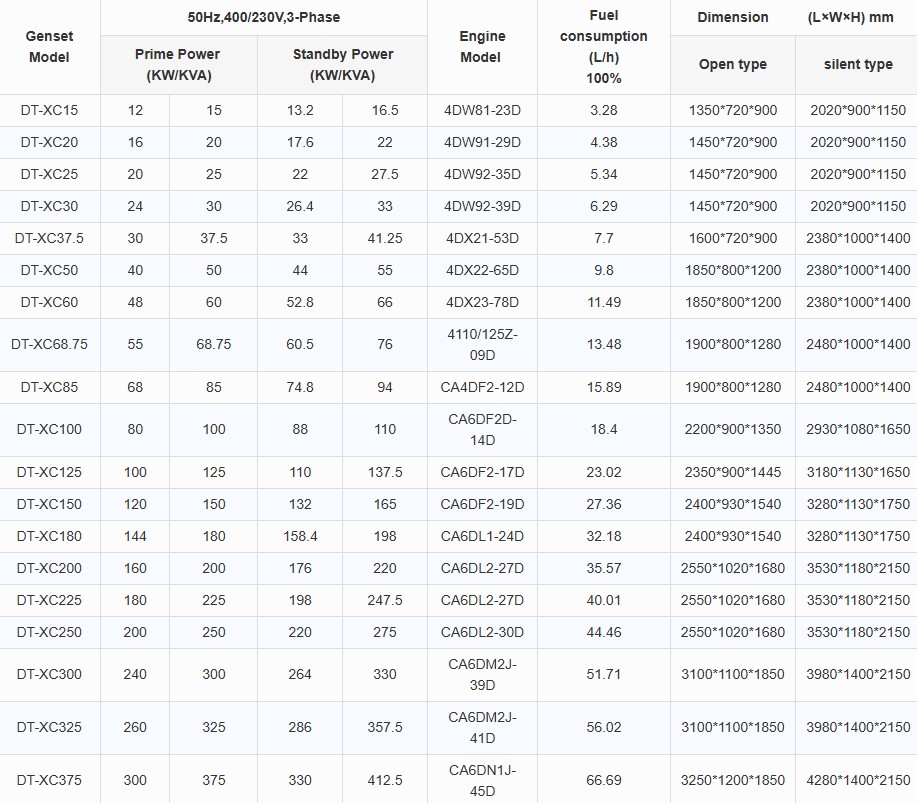 Genset Model 50Hz,400/230V,3-Phase Engine Model Fuel consumption (L/h) 100% Dimension (L×W×H) mm
Prime Power (KW/KVA) Standby Power (KW/KVA) Open type silent type
DT-XC15 12 15 13.2 16.5 4DW81-23D 3.28 1350*720*900 2020*900*1150
DT-XC20 16 20 17.6 22 4DW91-29D 4.38 1450*720*900 2020*900*1150
DT-XC25 20 25 22 27.5 4DW92-35D 5.34 1450*720*900 2020*900*1150
DT-XC30 24 30 26.4 33 4DW92-39D 6.29 1450*720*900 2020*900*1150
DT-XC37.5 30 37.5 33 41.25 4DX21-53D 7.7 1600*720*900 2380*1000*1400
DT-XC50 40 50 44 55 4DX22-65D 9.8 1850*800*1200 2380*1000*1400
DT-XC60 48 60 52.8 66 4DX23-78D 11.49 1850*800*1200 2380*1000*1400
DT-XC68.75 55 68.75 60.5 76 4110/125Z-09D 13.48 1900*800*1280 2480*1000*1400
DT-XC85 68 85 74.8 94 CA4DF2-12D 15.89 1900*800*1280 2480*1000*1400
DT-XC100 80 100 88 110 CA6DF2D-14D 18.4 2200*900*1350 2930*1080*1650
DT-XC125 100 125 110 137.5 CA6DF2-17D 23.02 2350*900*1445 3180*1130*1650
DT-XC150 120 150 132 165 CA6DF2-19D 27.36 2400*930*1540 3280*1130*1750
DT-XC180 144 180 158.4 198 CA6DL1-24D 32.18 2400*930*1540 3280*1130*1750
DT-XC200 160 200 176 220 CA6DL2-27D 35.57 2550*1020*1680 3530*1180*2150
DT-XC225 180 225 198 247.5 CA6DL2-27D 40.01 2550*1020*1680 3530*1180*2150
DT-XC250 200 250 220 275 CA6DL2-30D 44.46 2550*1020*1680 3530*1180*2150
DT-XC300 240 300 264 330 CA6DM2J-39D 51.71 3100*1100*1850 3980*1400*2150
DT-XC325 260 325 286 357.5 CA6DM2J-41D 56.02 3100*1100*1850 3980*1400*2150
DT-XC375 300 375 330 412.5 CA6DN1J-45D 66.69 3250*1200*1850 4280*1400*2150